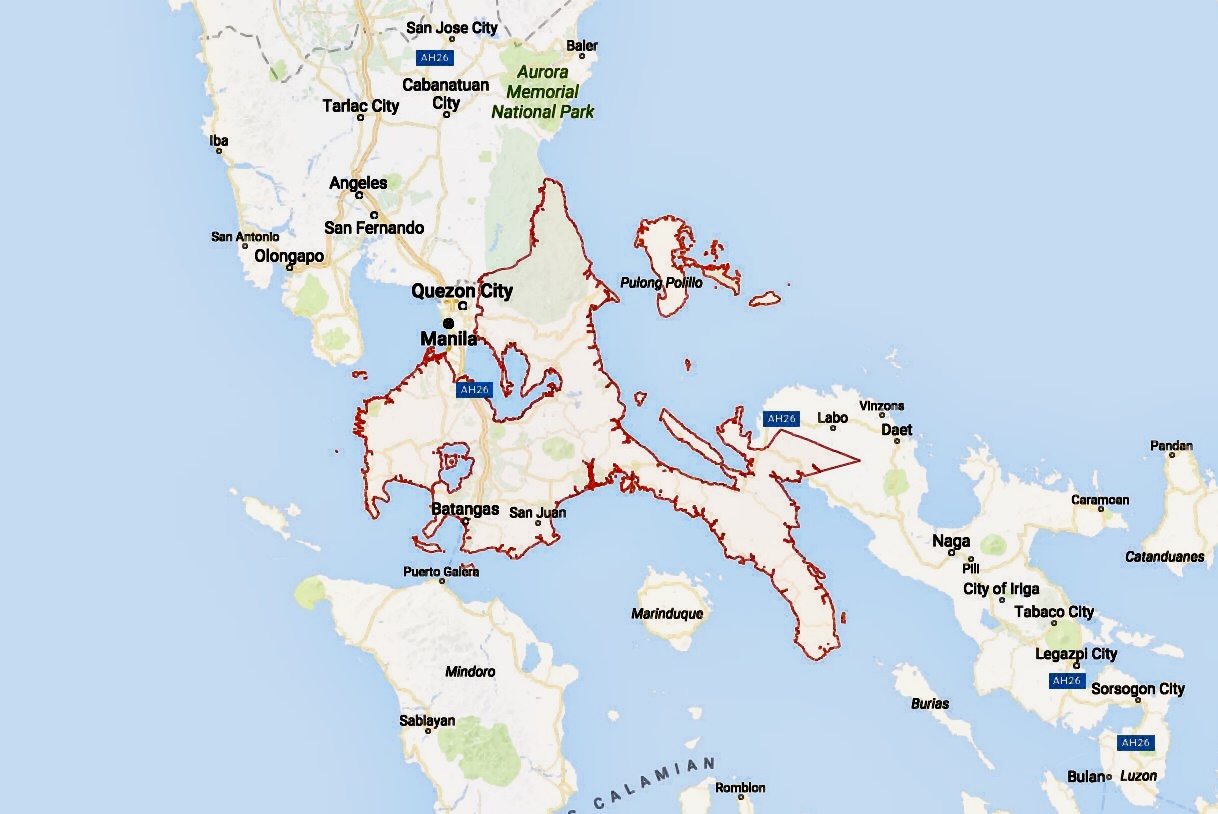 San Jose City
AH26
Baler
Aurora
Memorial
National Park
Cabanatuan
City
Tarlac City
Iba
Angeles
San Fernando
San Antonio
Olongapo
Quezon City
Pulong Polillo
Manila
AH26
AH26
Labo
Vinzons
Daet
Pandan
Caramoan
Batangas
San Juan
Naga
Pili
Catanduanes
Puerto Galera
City of Iriga
Marinduque
Tabaco City
Mindoro
Legazpi City
AH26
Sorsogon City
Burias
Sablayan
AH26
Bulan
Luzon
CALAMIAN
Romblon